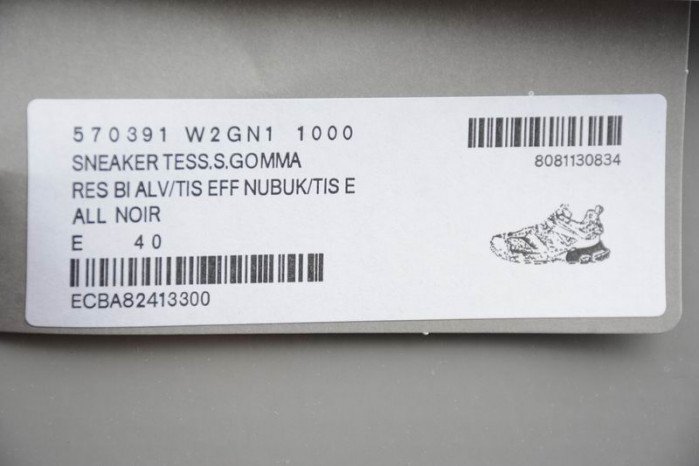 570391 W2GN1 1000
SNEAKER TESS.S.GOMMA
RES BI ALV/TIS EFF NUBUK/TIS E
ALL NOIR
E 40
ECBA82413300
8081130834